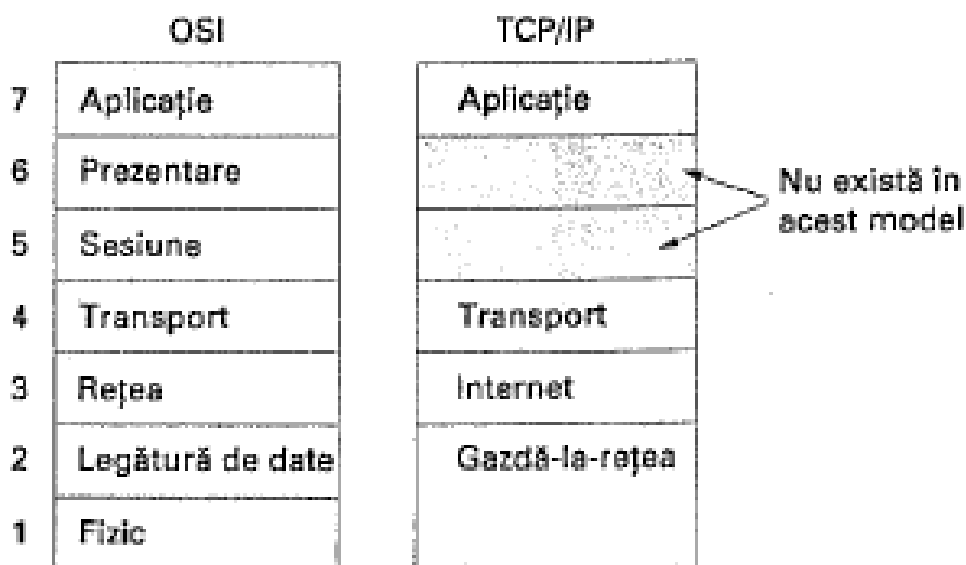 OSI TCP/IP
7 Aplicație Aplicație
6 Prezentare
Nu există în
acest model
5 Sesiune
4 Transport Transport
3 Rețea Internet
2 Legătură de date Gazdă-la-rețea
1 Fizic